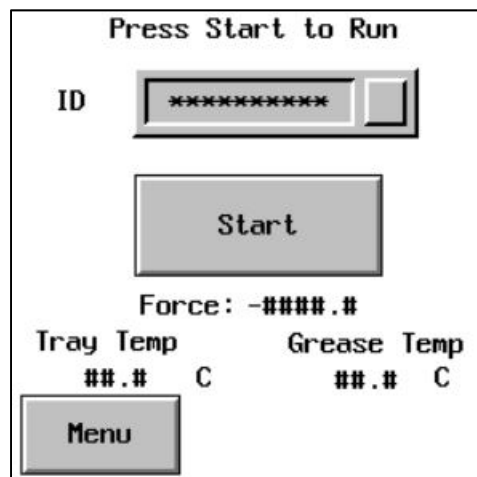 Press Start to Run
ID **********
Start
Force: -####.#
Tray Temp Grease Temp
##.# C ##.# C
Menu